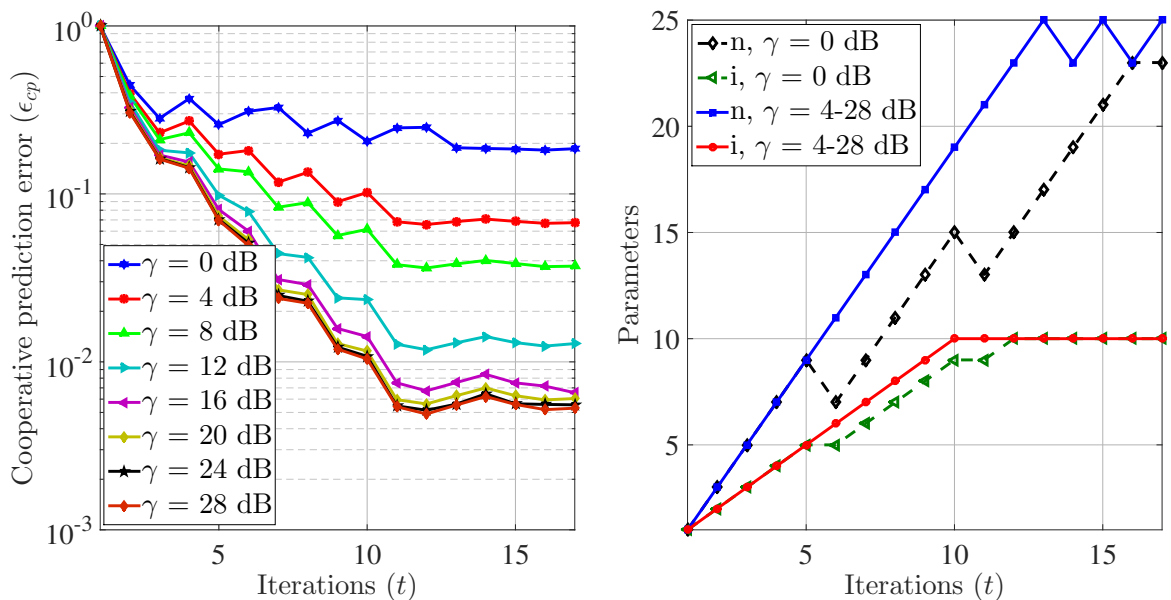 Cooperative prediction error (ϵ_cp)
10^0
10^-1
10^-2
10^-3
γ = 0 dB
γ = 4 dB
γ = 8 dB
γ = 12 dB
γ = 16 dB
γ = 20 dB
γ = 24 dB
γ = 28 dB
5 10 15
Iterations (t)
Parameters
25
20
15
10
5
n, γ = 0 dB
i, γ = 0 dB
n, γ = 4-28 dB
i, γ = 4-28 dB
5 10 15
Iterations (t)